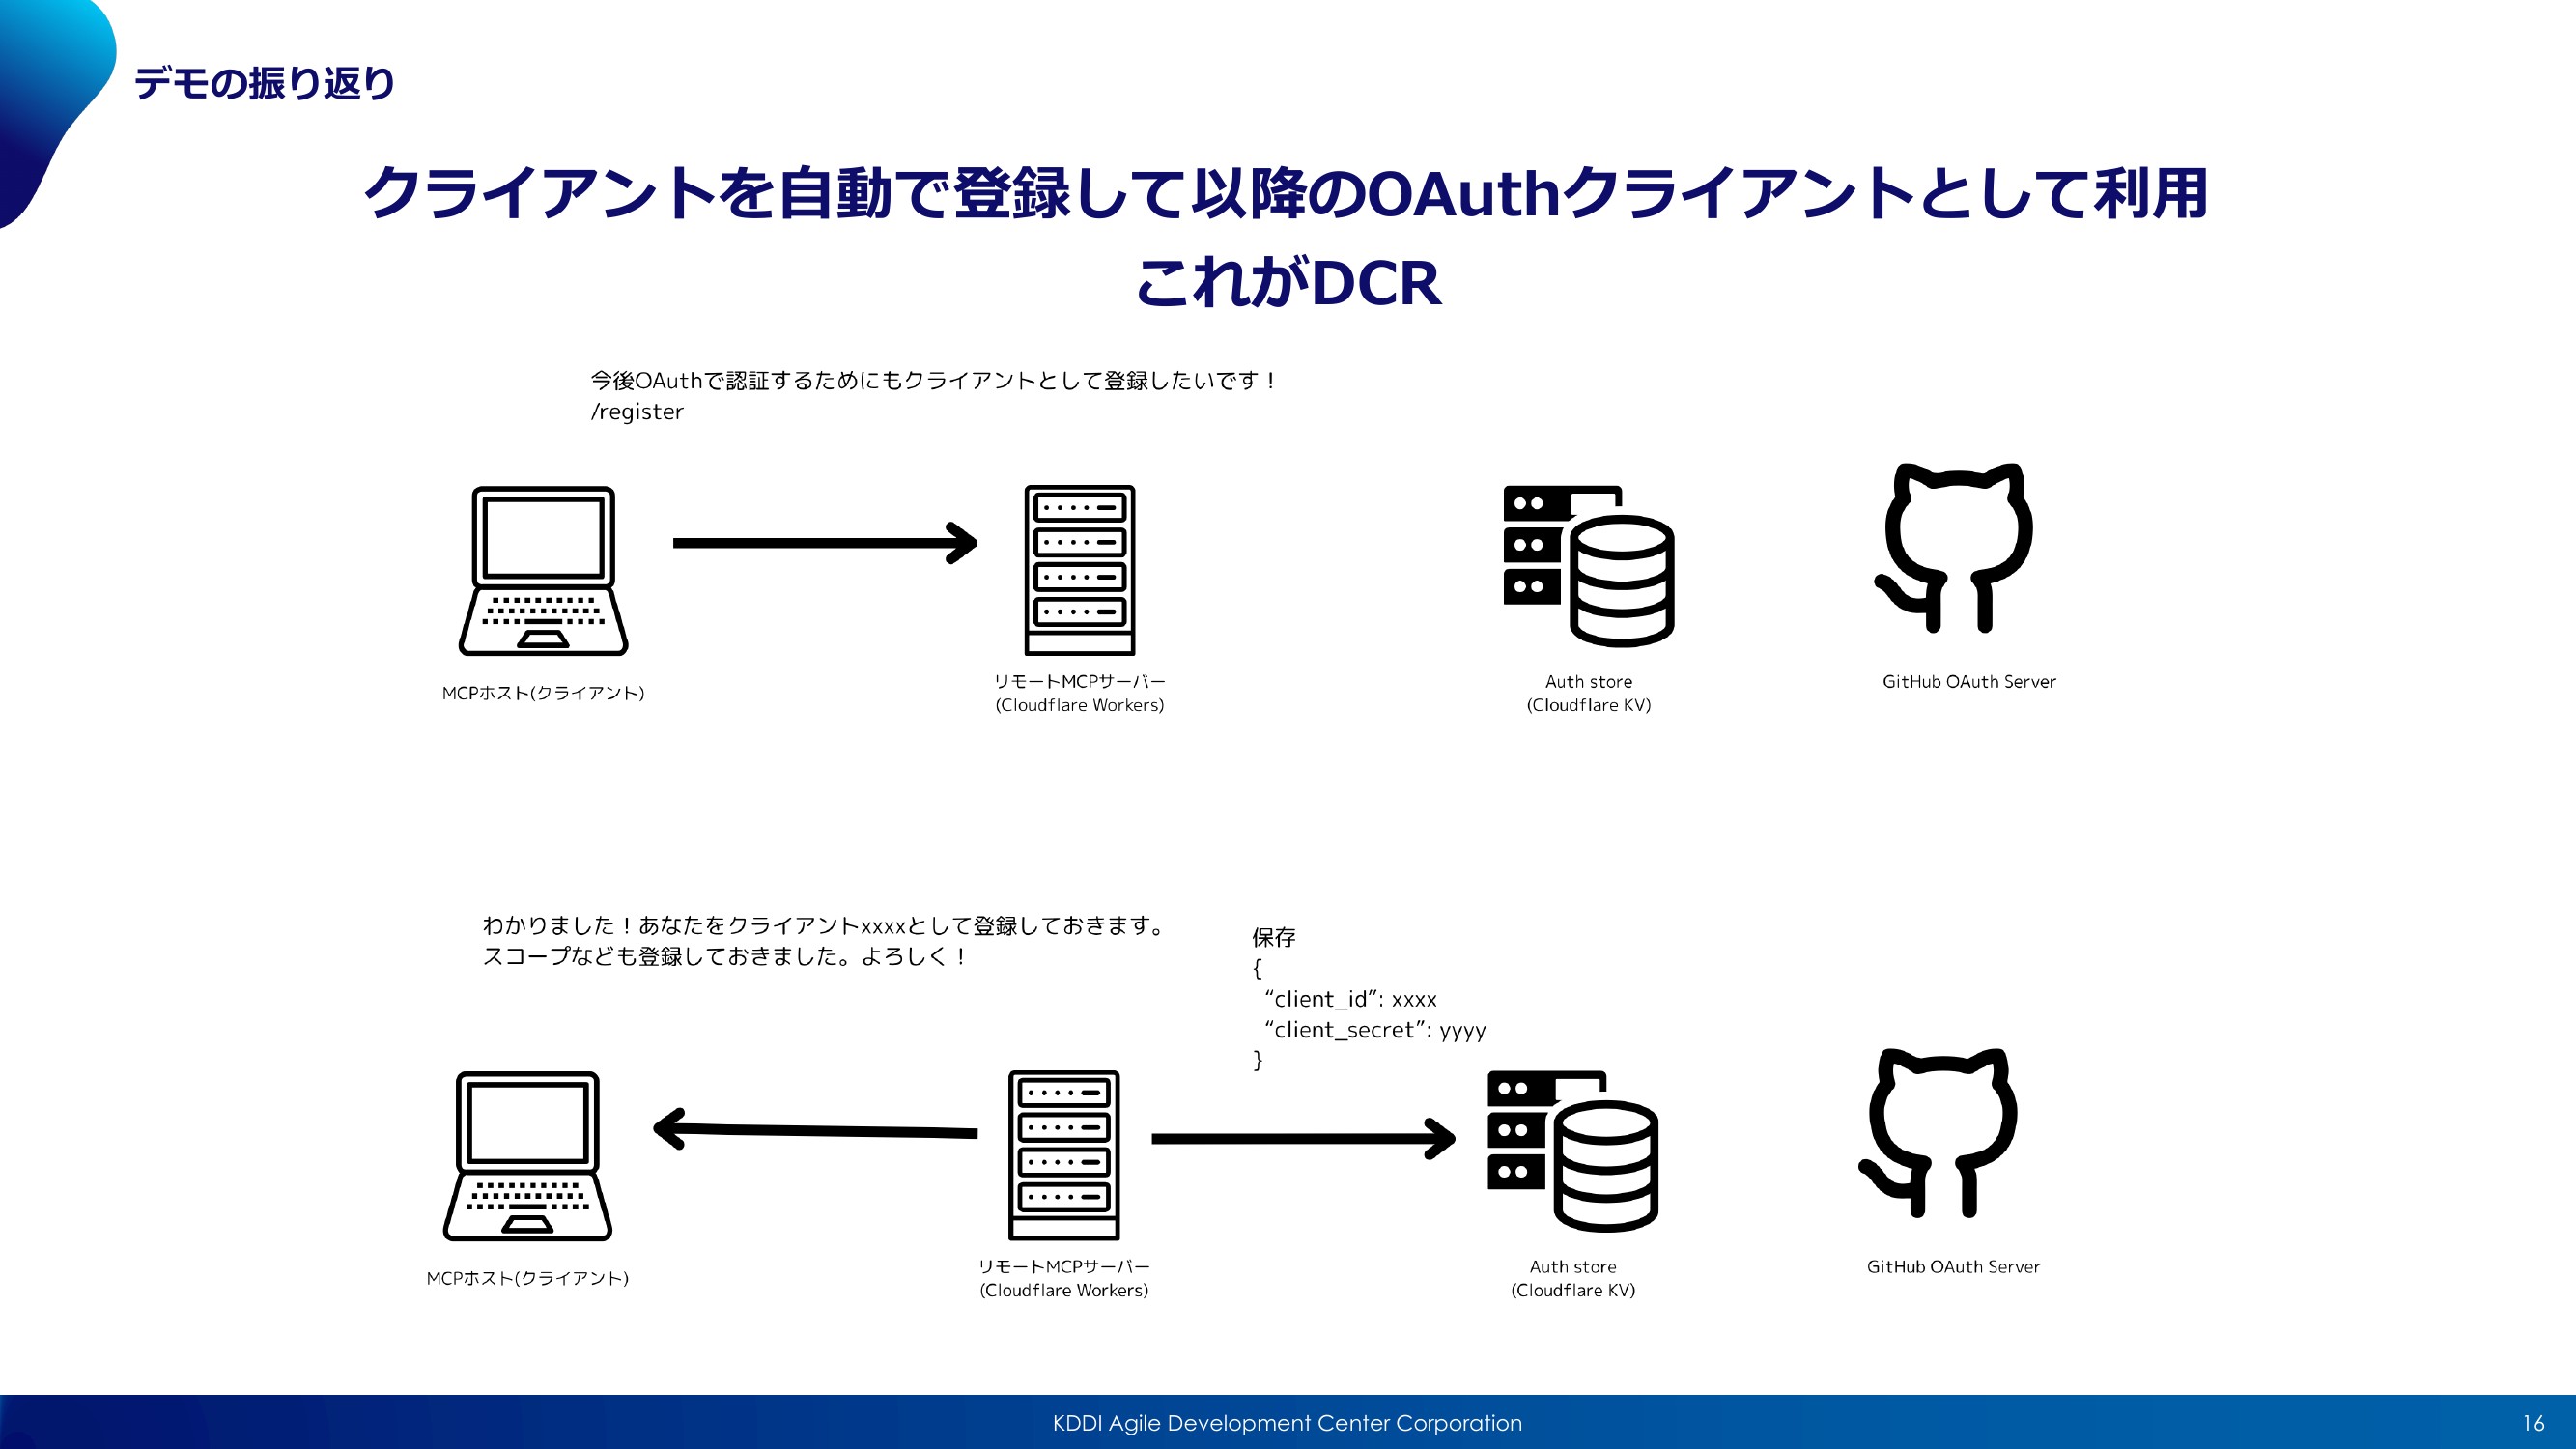 デモの振り返り
クライアントを自動で登録して以降のOAuthクライアントとして利用
これがDCR
今後OAuthで認証するためにもクライアントとして登録したいです！
/register
MCPホスト(クライアント)
リモートMCPサーバー
(Cloudflare Workers)
Auth store
(Cloudflare KV)
GitHub OAuth Server
わかりました！あなたをクライアントxxxxとして登録しておきます。
スコープなども登録しておきました。よろしく！
保存
{
“client_id”: xxxx
“client_secret”: yyyy
}
MCPホスト(クライアント)
リモートMCPサーバー
(Cloudflare Workers)
Auth store
(Cloudflare KV)
GitHub OAuth Server
KDDI Agile Development Center Corporation
16